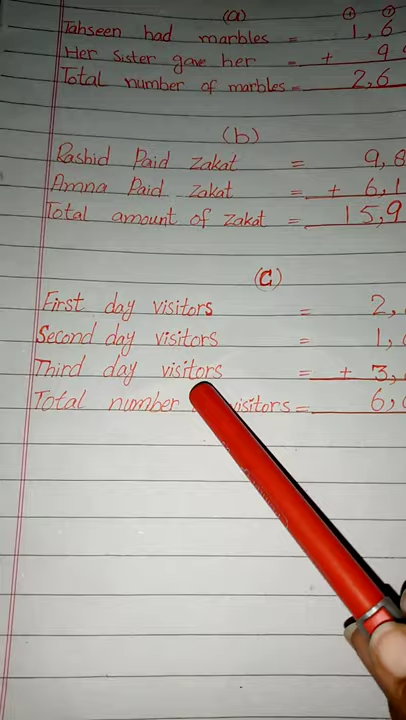 (a)
Tahseen had marbles = 1,6
Her sister gave her = + 9
Total number of marbles = 2,6
(b)
Rashid Paid zakat = 9,8
Amna Paid zakat = + 6,1
Total amount of zakat = 15,9
(C)
First day visitors = 2,
Second day visitors = 1,
Third day visitors = + 3,
Total number visitors = 6,